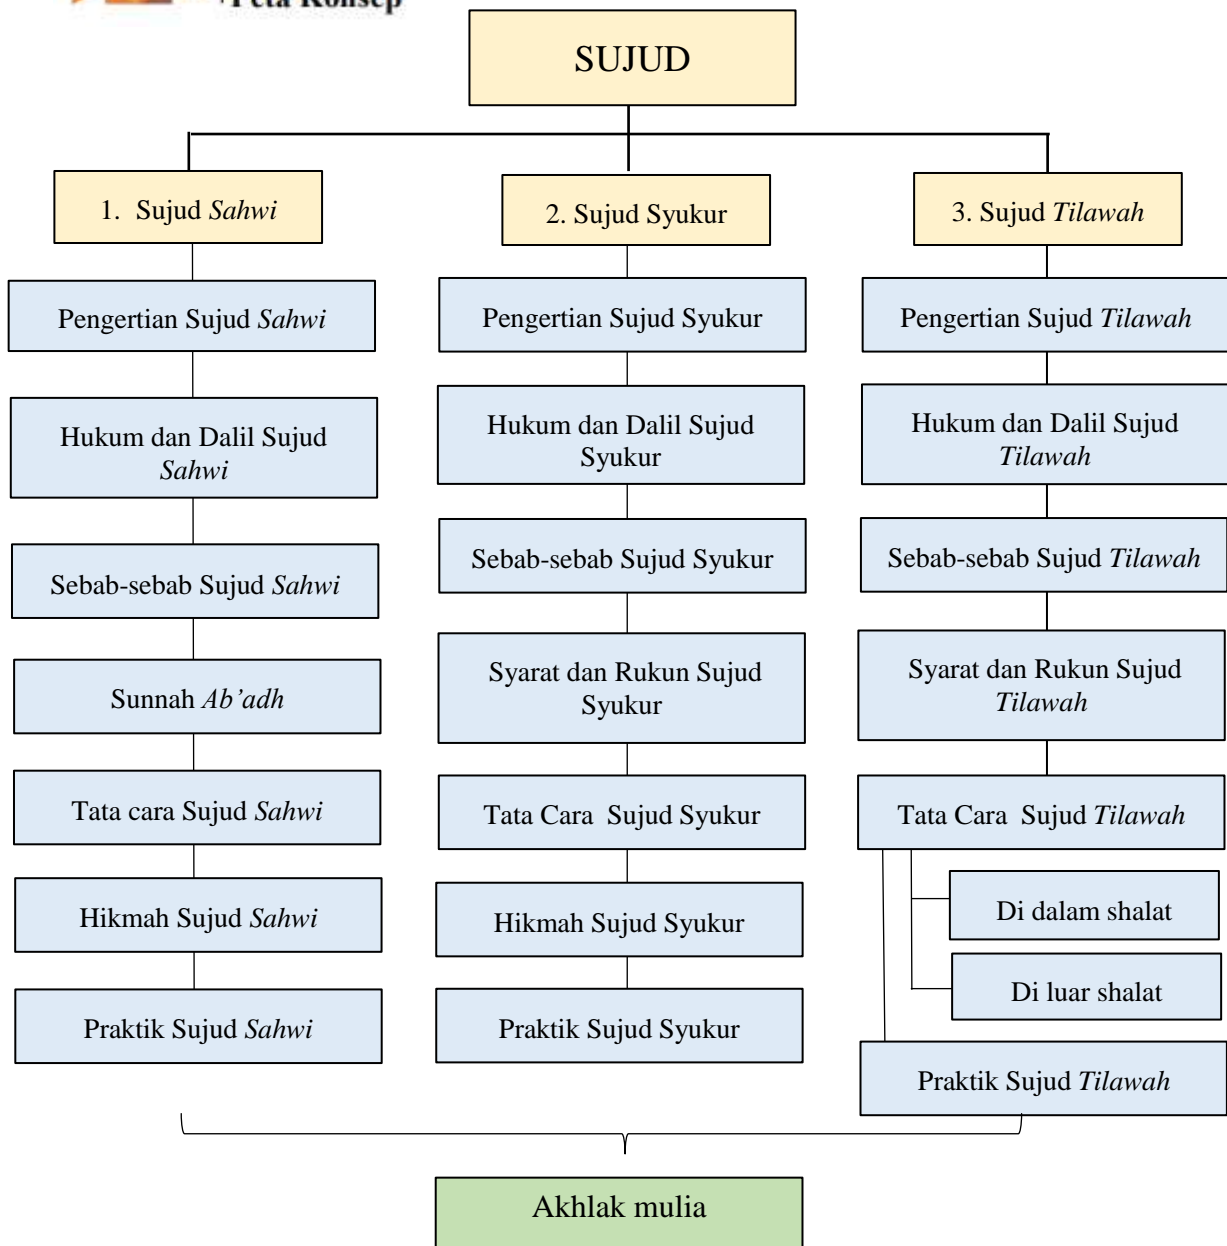 Peta Konsep
SUJUD
1. Sujud Sahwi
2. Sujud Syukur
3. Sujud Tilawah
Pengertian Sujud Sahwi
Hukum dan Dalil Sujud
Sahwi
Sebab-sebab Sujud Sahwi
Sunnah Ab’adh
Tata cara Sujud Sahwi
Hikmah Sujud Sahwi
Praktik Sujud Sahwi
Pengertian Sujud Syukur
Hukum dan Dalil Sujud
Syukur
Sebab-sebab Sujud Syukur
Syarat dan Rukun Sujud
Syukur
Tata Cara Sujud Syukur
Hikmah Sujud Syukur
Praktik Sujud Syukur
Pengertian Sujud Tilawah
Hukum dan Dalil Sujud
Tilawah
Sebab-sebab Sujud Tilawah
Syarat dan Rukun Sujud
Tilawah
Tata Cara Sujud Tilawah
Di dalam shalat
Di luar shalat
Praktik Sujud Tilawah
Akhlak mulia